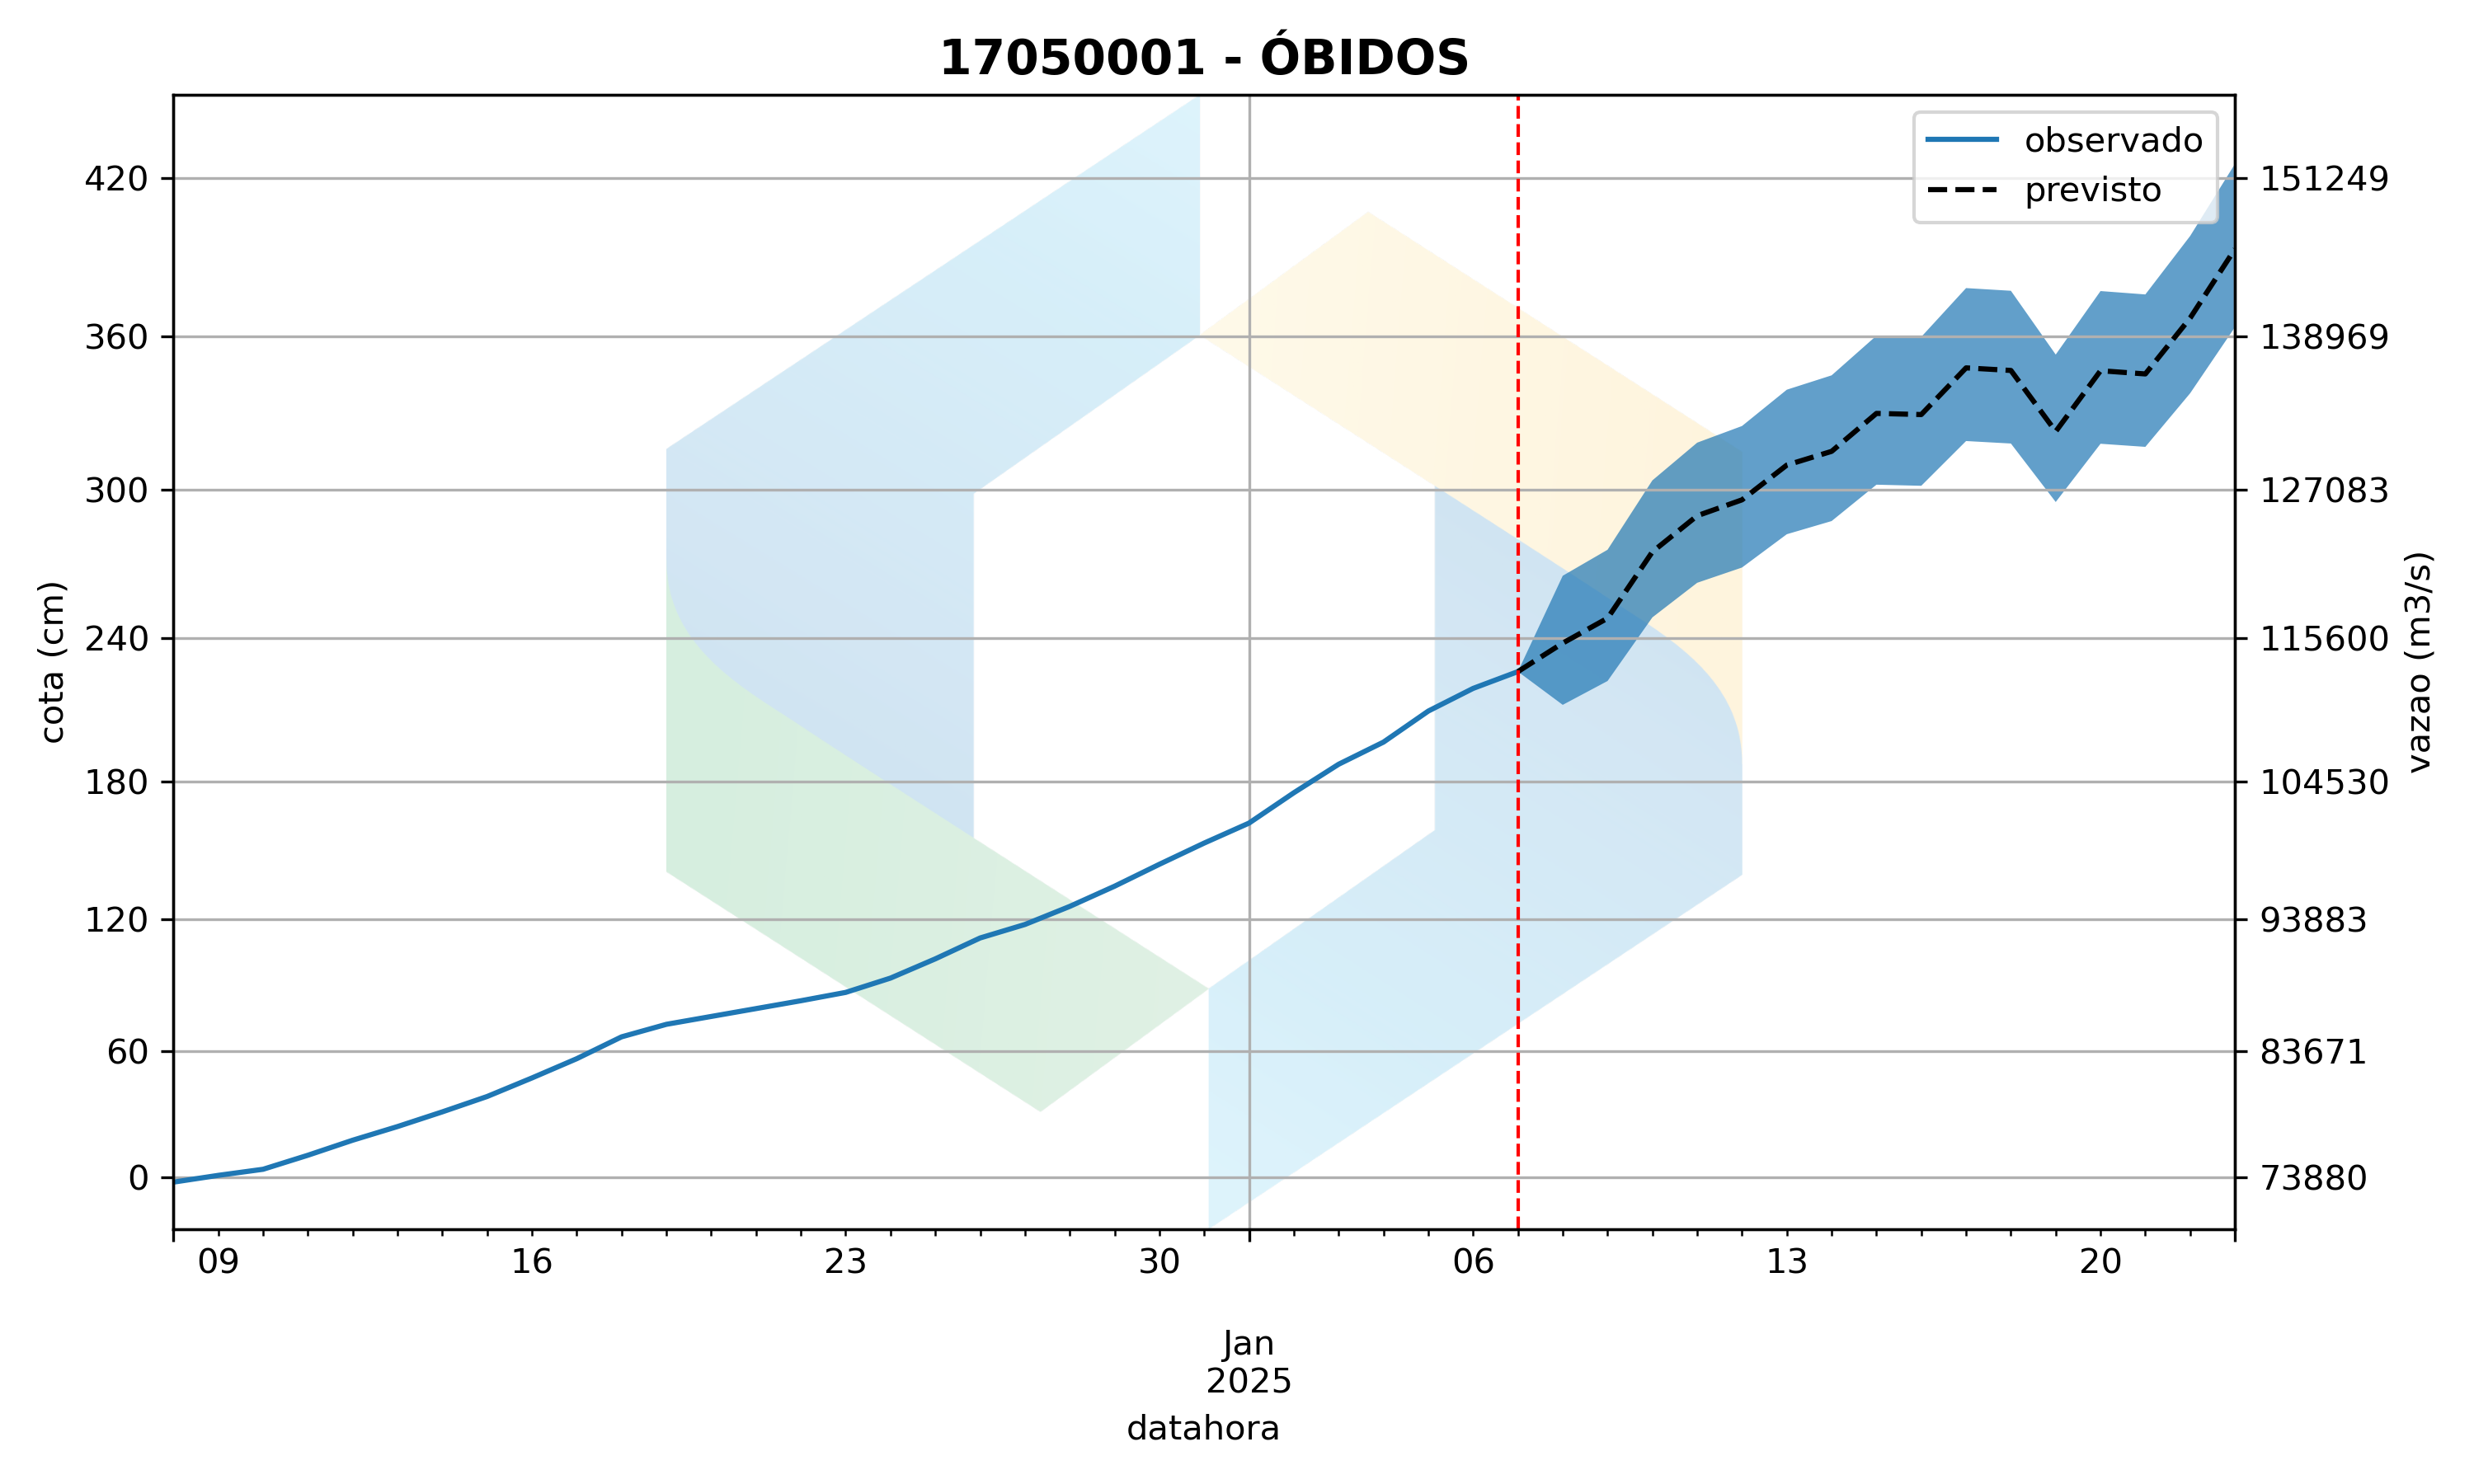 17050001 - ÓBIDOS
observado
previsto
cota (cm)
420
360
300
240
180
120
60
0
151249
138969
127083
115600
104530
93883
83671
73880
vazao (m3/s)
09 16 23 30 06 13 20
Jan
2025
datahora